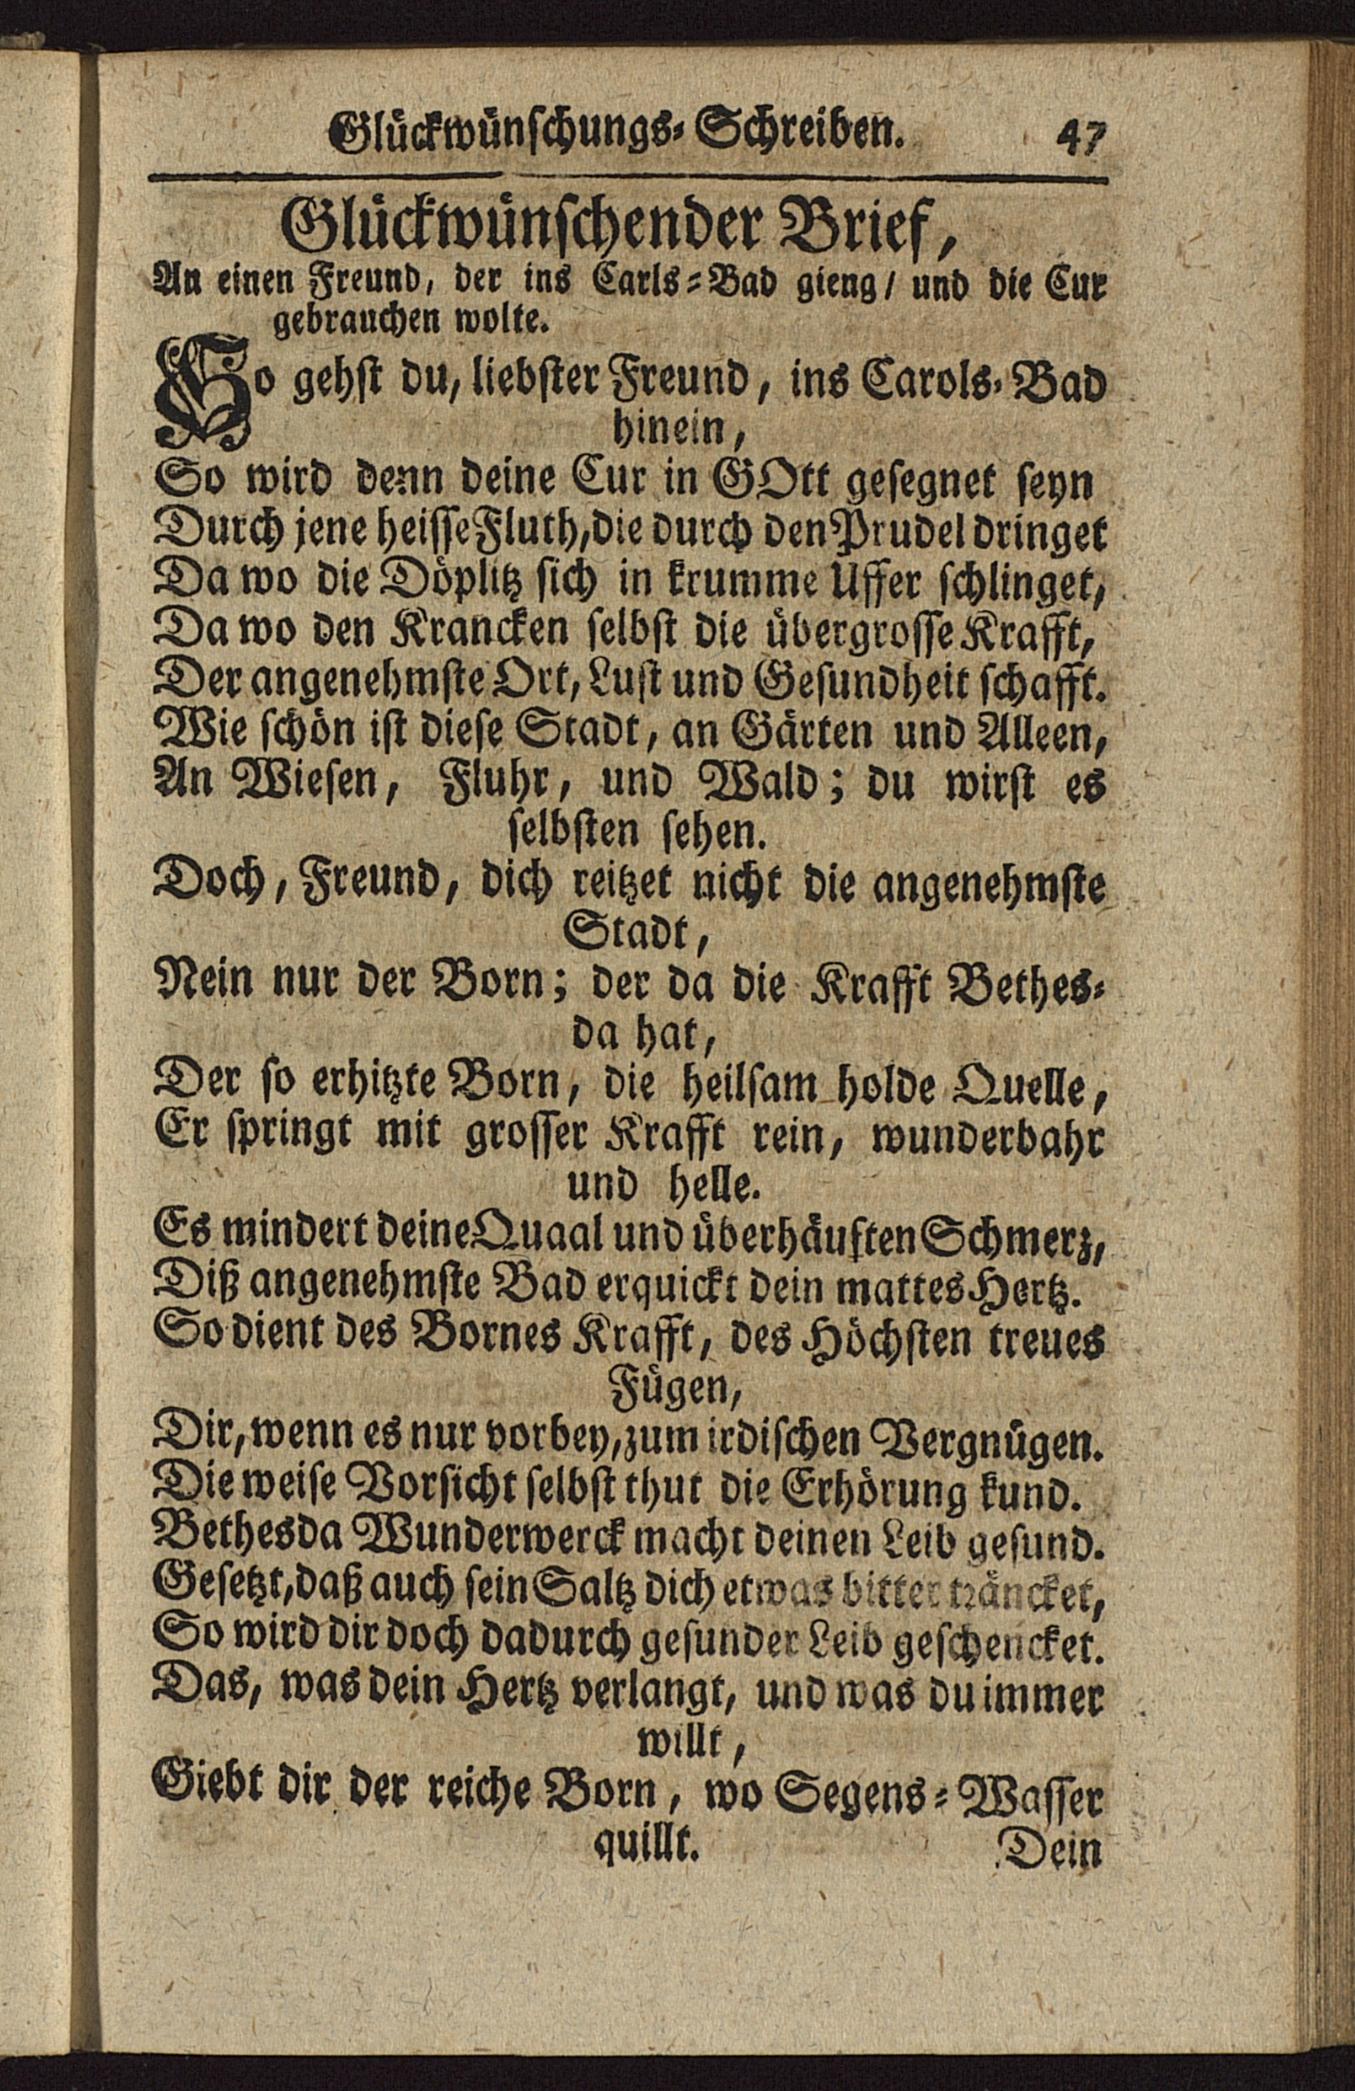 Glückwünschungs-Schreiben. 47
Glückwünschender Brief,
An einen Freund, der ins Carls-Bad gieng/ und die Cur
gebrauchen wolte.
So gehst du, liebster Freund, ins Carols-Bad
hinein,
So wird denn deine Cur in GOtt gesegnet seyn
Durch jene heisse Fluth, die durch den Prudel dringet
Da wo die Döplitz sich in krumme Uffer schlinget,
Da wo den Krancken selbst die übergrosse Krafft,
Der angenehmste Ort, Lust und Gesundheit schafft.
Wie schön ist diese Stadt, an Gärten und Alleen,
An Wiesen, Fluhr, und Wald; du wirst es
selbsten sehen.
Doch, Freund, dich reitzet nicht die angenehmste
Stadt,
Nein nur der Born; der da die Krafft Bethes-
da hat,
Der so erhitzte Born, die heilsam holde Quelle,
Er springt mit grosser Krafft rein, wunderbahr
und helle.
Es mindert deine Quaal und überhäuften Schmerz,
Diß angenehmste Bad erquickt dein mattes Hertz.
So dient des Bornes Krafft, des Höchsten treues
Fügen,
Dir, wenn es nur vorbey, zum irdischen Vergnügen.
Die weise Vorsicht selbst thut die Erhörung kund.
Bethesda Wunderwerck macht deinen Leib gesund.
Gesetzt, daß auch sein Saltz dich etwas bitter träncket,
So wird dir doch dadurch gesunder Leib geschencket.
Das, was dein Hertz verlangt, und was du immer
willt,
Giebt dir der reiche Born, wo Segens-Wasser
quillt. Dein